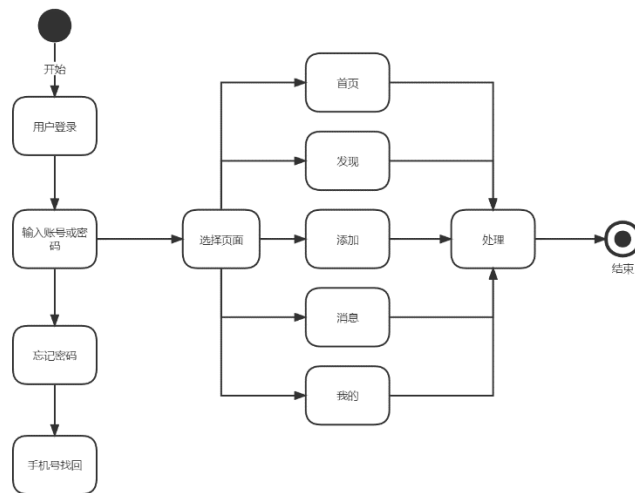 开始
用户登录
输入账号或密
码
忘记密码
手机号找回
选择页面
首页
发现
添加
消息
我的
处理
结束